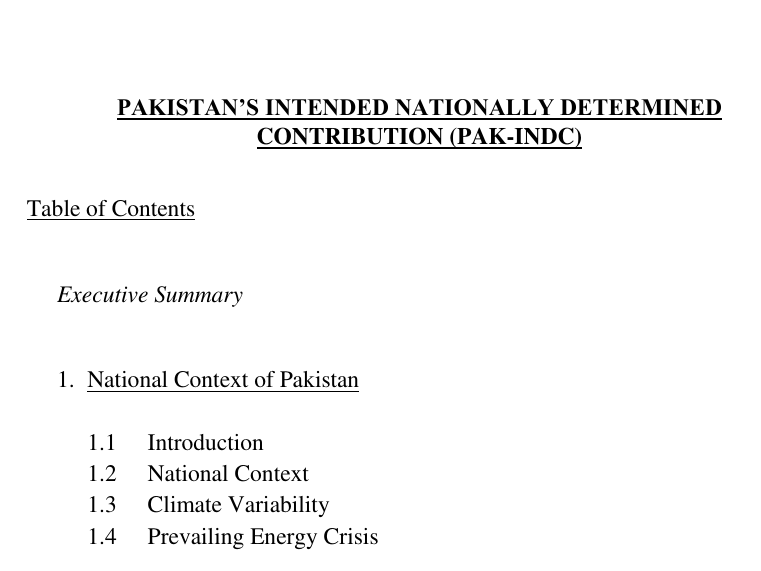 PAKISTAN’S INTENDED NATIONALLY DETERMINED
CONTRIBUTION (PAK-INDC)
Table of Contents
Executive Summary
1. National Context of Pakistan
1.1 Introduction
1.2 National Context
1.3 Climate Variability
1.4 Prevailing Energy Crisis